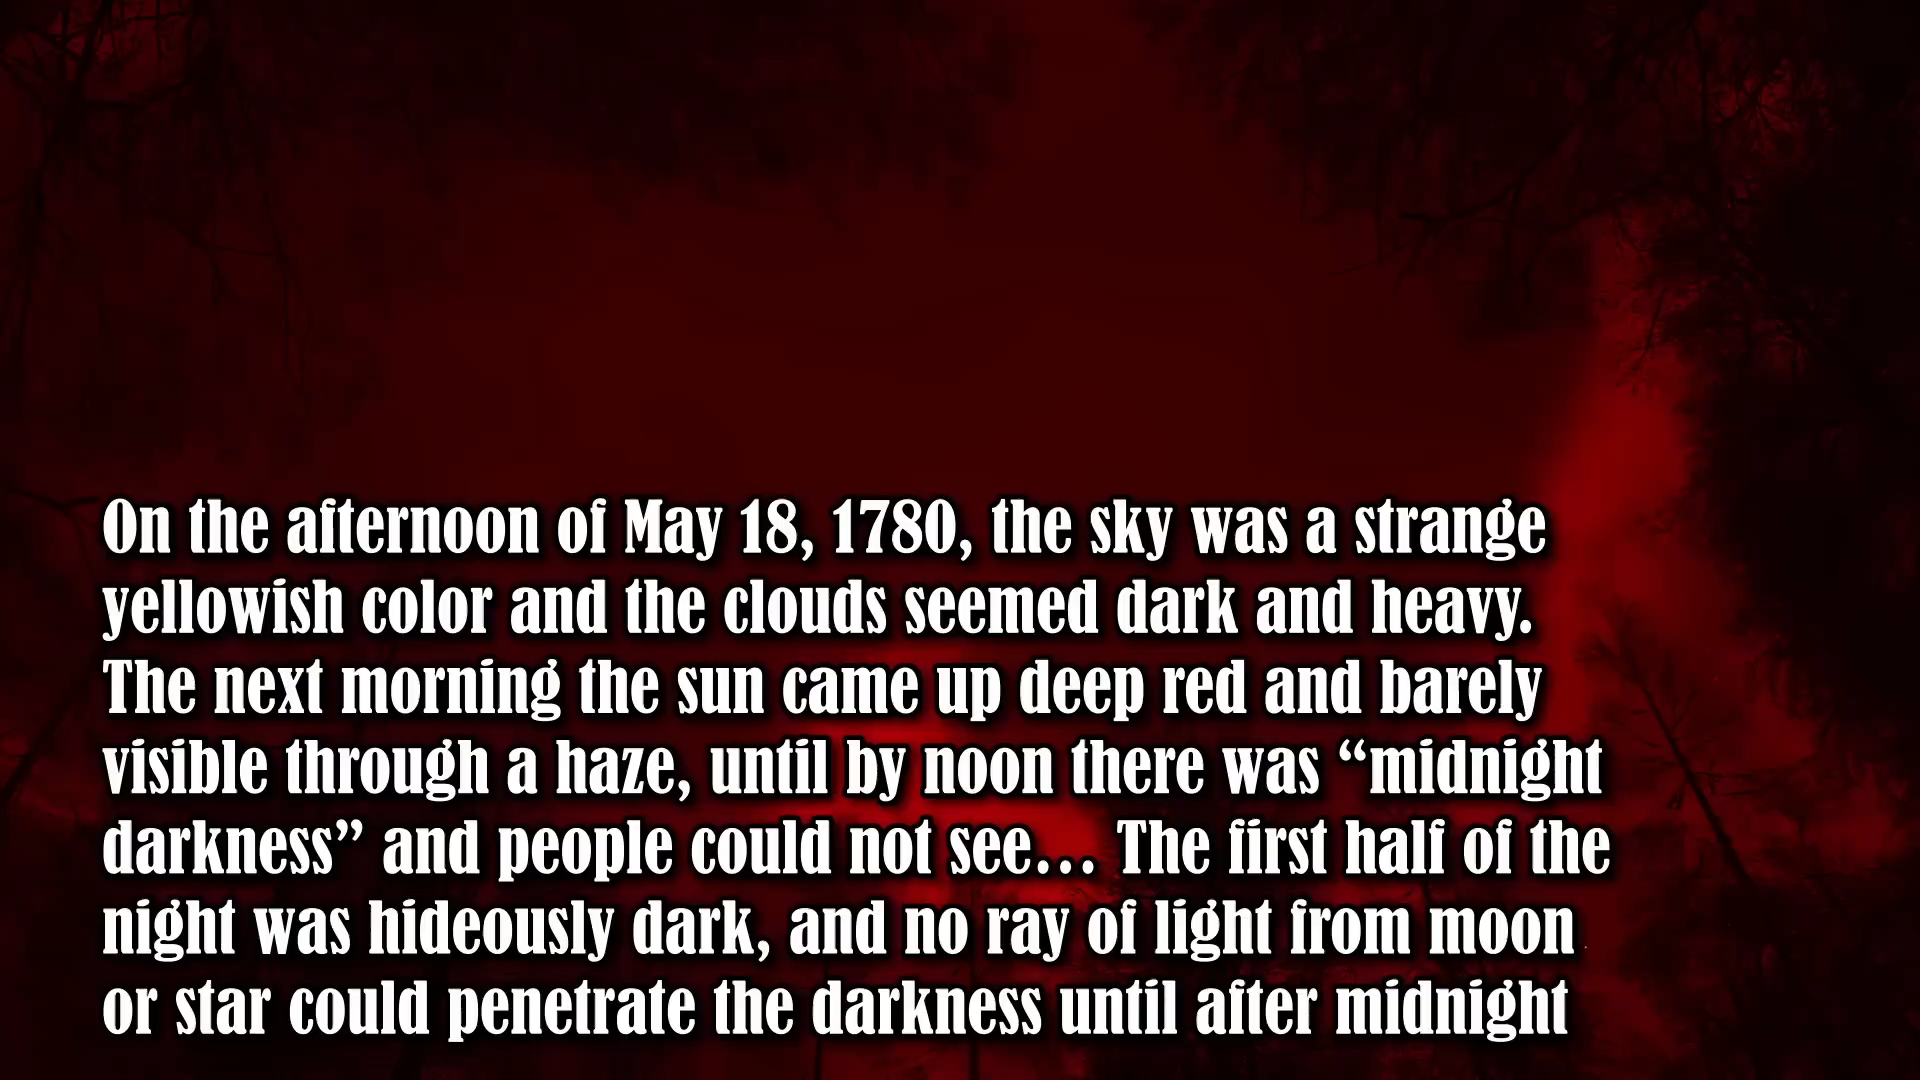 On the afternoon of May 18, 1780, the sky was a strange
yellowish color and the clouds seemed dark and heavy.
The next morning the sun came up deep red and barely
visible through a haze, until by noon there was “midnight
darkness” and people could not see… The first half of the
night was hideously dark, and no ray of light from moon
or star could penetrate the darkness until after midnight